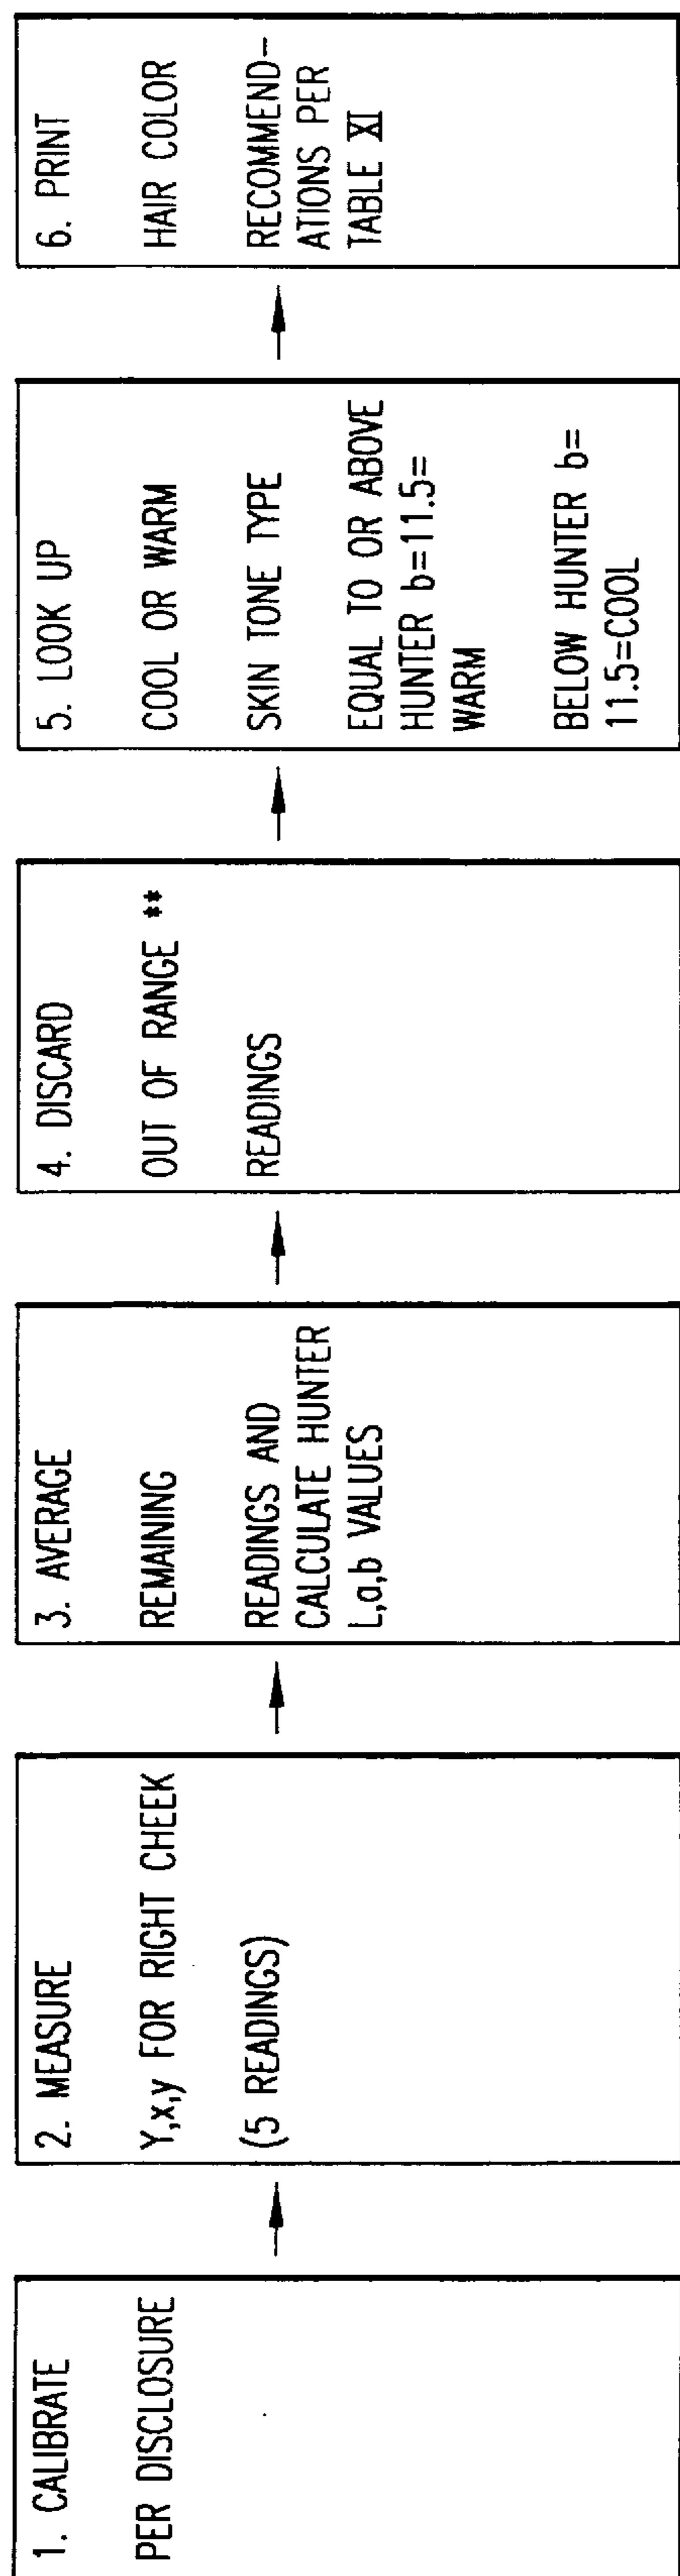 1. CALIBRATE
PER DISCLOSURE
2. MEASURE
Y,x,y FOR RIGHT CHEEK
(5 READINGS)
3. AVERAGE
REMAINING
READINGS AND
CALCULATE HUNTER
L,a,b VALUES
4. DISCARD
OUT OF RANGE **
READINGS
5. LOOK UP
COOL OR WARM
SKIN TONE TYPE
EQUAL TO OR ABOVE
HUNTER b=11.5=
WARM
BELOW HUNTER b=
11.5=COOL
6. PRINT
HAIR COLOR
RECOMMEND-
ATIONS PER
TABLE XI